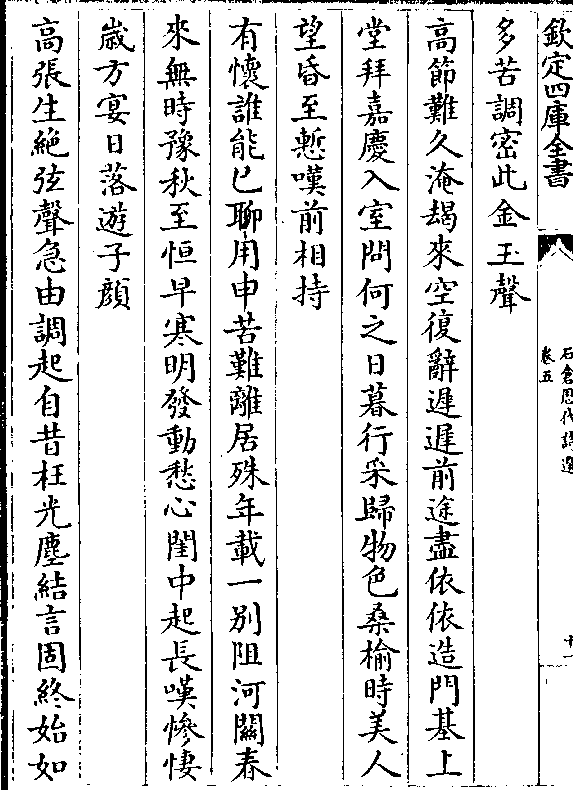 欽定四庫全書
石倉歷代詩選
卷五
十一
多苦調密此金玉聲
高節難久淹朅來空復辭遲遲前途盡依依造門基上
堂拜嘉慶入室問何之日暮行采歸物色桑榆時美人
望昏至慙嘆前相持
有懷誰能已聊用申苦難離居殊年載一別阻河關春
來無時豫秋至恒早寒明發動愁心閨中起長嘆慘悽
歲方宴日落遊子顏
高張生絶弦聲急由調起自昔枉光塵結言固終始如